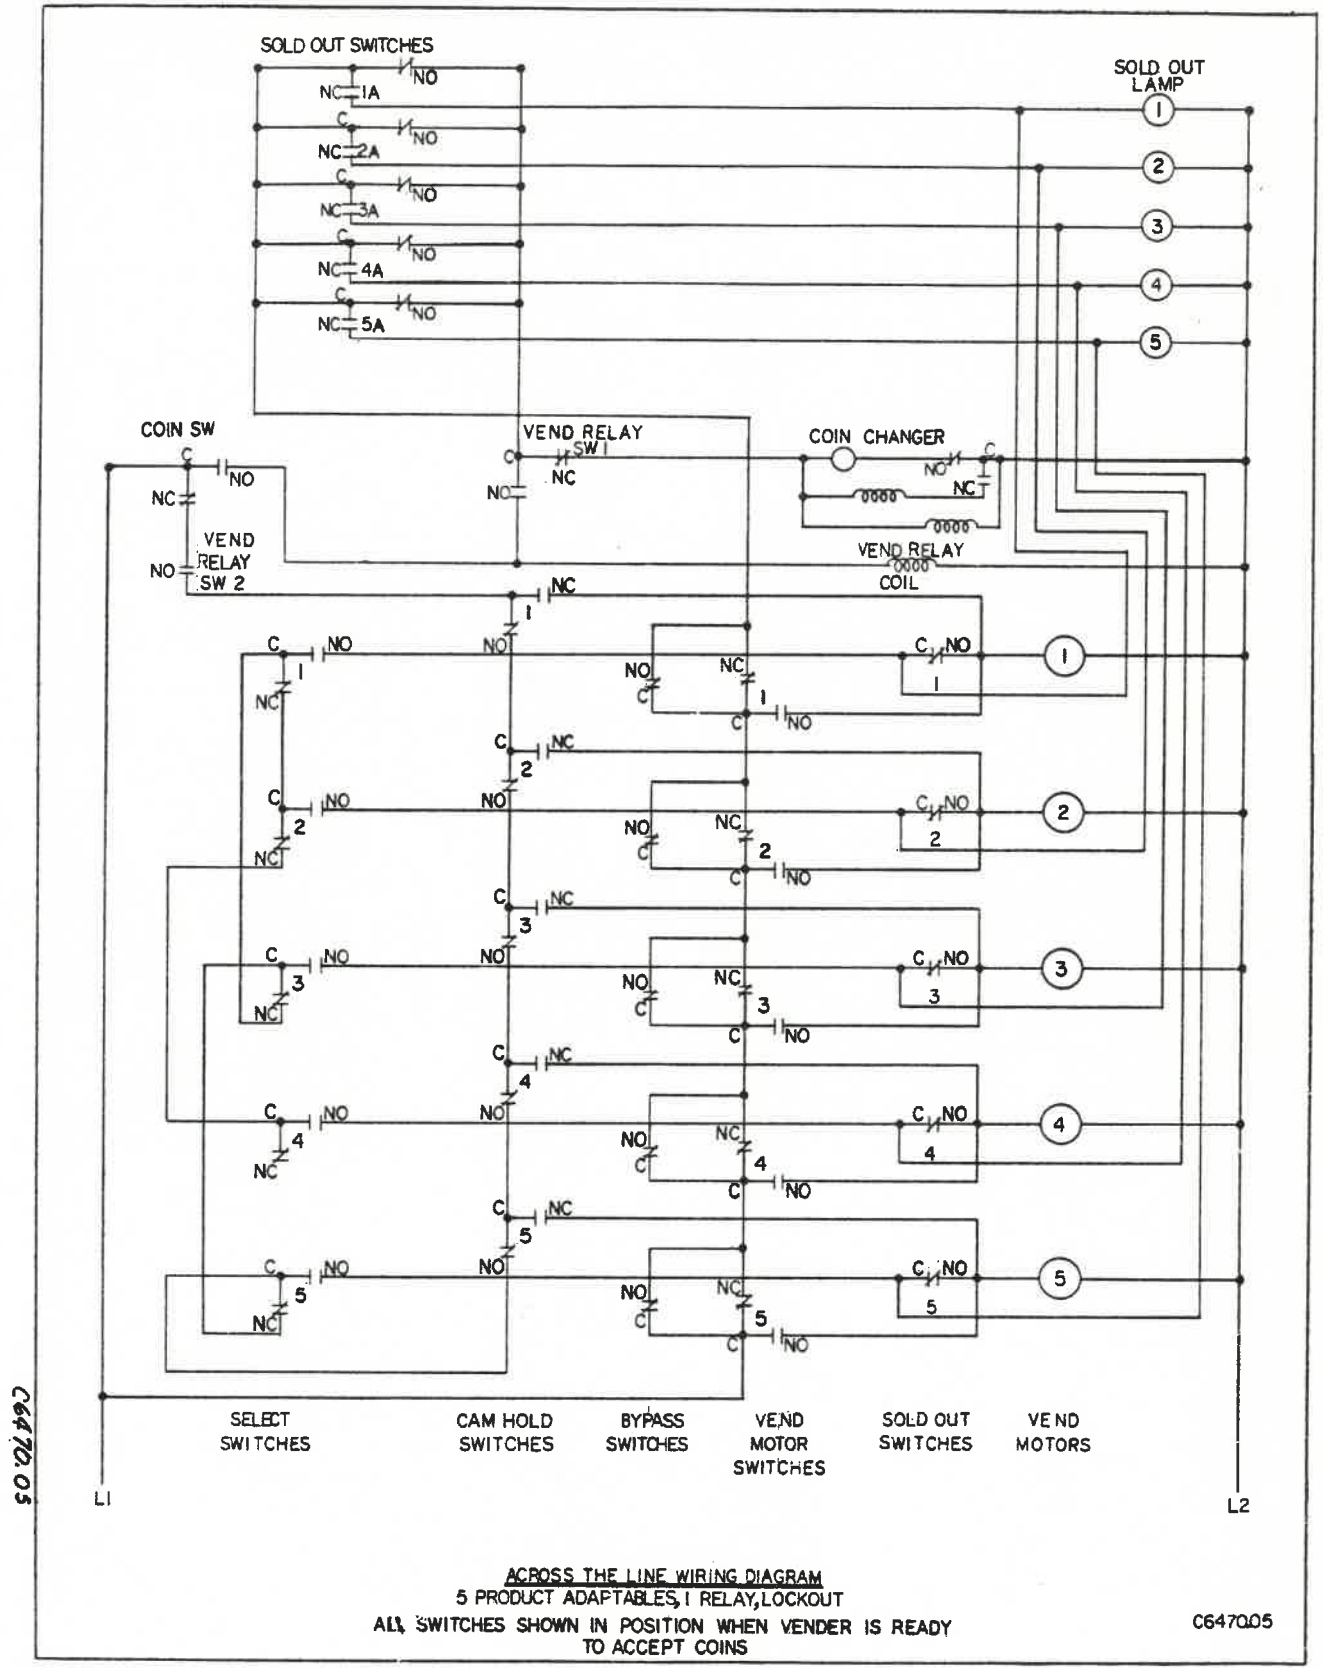 SOLD OUT SWITCHES
NO
SOLD OUT
LAMP
NC 1A
1
C
NO
NC 2A
2
C
NO
NC 3A
3
C
NO
NC 4A
4
C
NO
NC 5A
5
COIN SW
C
NO
NC
VEND RELAY
SW 1
C
NC
NO
COIN CHANGER
C
NO
NC
VEND
RELAY
SW 2
NO
VEND RELAY
COIL
NC
1
NO
C
NO
1
NC
NO
C
NC
1
C
NO
C
NO
1
1
C
NC
2
NO
C
NO
2
NC
NO
C
NC
2
C
NO
C
NO
2
2
C
NC
3
NO
C
NO
3
NC
NO
C
NC
3
C
NO
C
NO
3
3
C
NC
4
NO
C
NO
4
NC
NO
C
NC
4
C
NO
C
NO
4
4
C
NC
5
NO
C
NO
5
NC
NO
C
NC
5
C
NO
C
NO
5
5
SELECT
SWITCHES
CAM HOLD
SWITCHES
BYPASS
SWITCHES
VEND
MOTOR
SWITCHES
SOLD OUT
SWITCHES
VEND
MOTORS
L1
L2
C6470.05
ACROSS THE LINE WIRING DIAGRAM
5 PRODUCT ADAPTABLES, 1 RELAY, LOCKOUT
ALL SWITCHES SHOWN IN POSITION WHEN VENDER IS READY
TO ACCEPT COINS
C6470.05